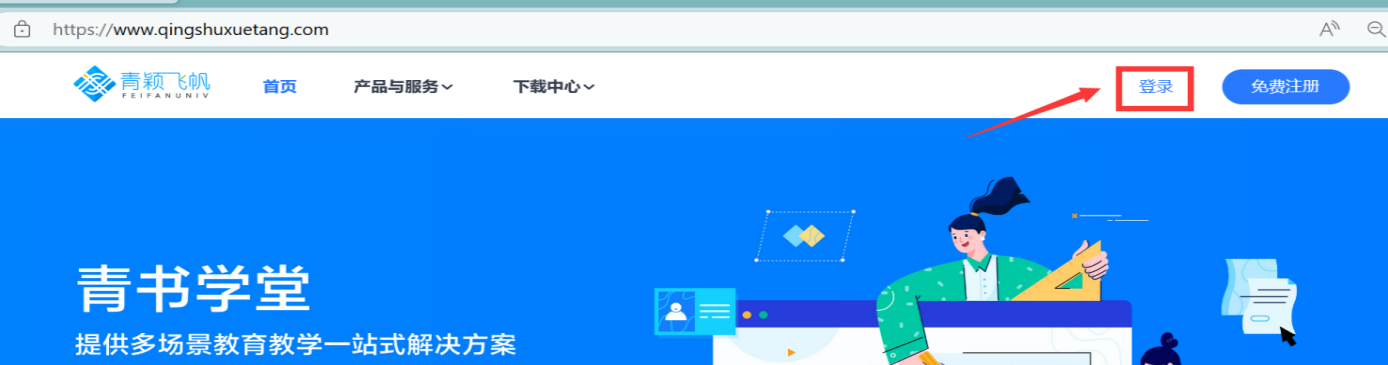 https://www.qingshuxuetang.com
青颖飞帆 首页 产品与服务 下载中心 登录 免费注册
FEIFANUNIV
青书学堂
提供多场景教育教学一站式解决方案